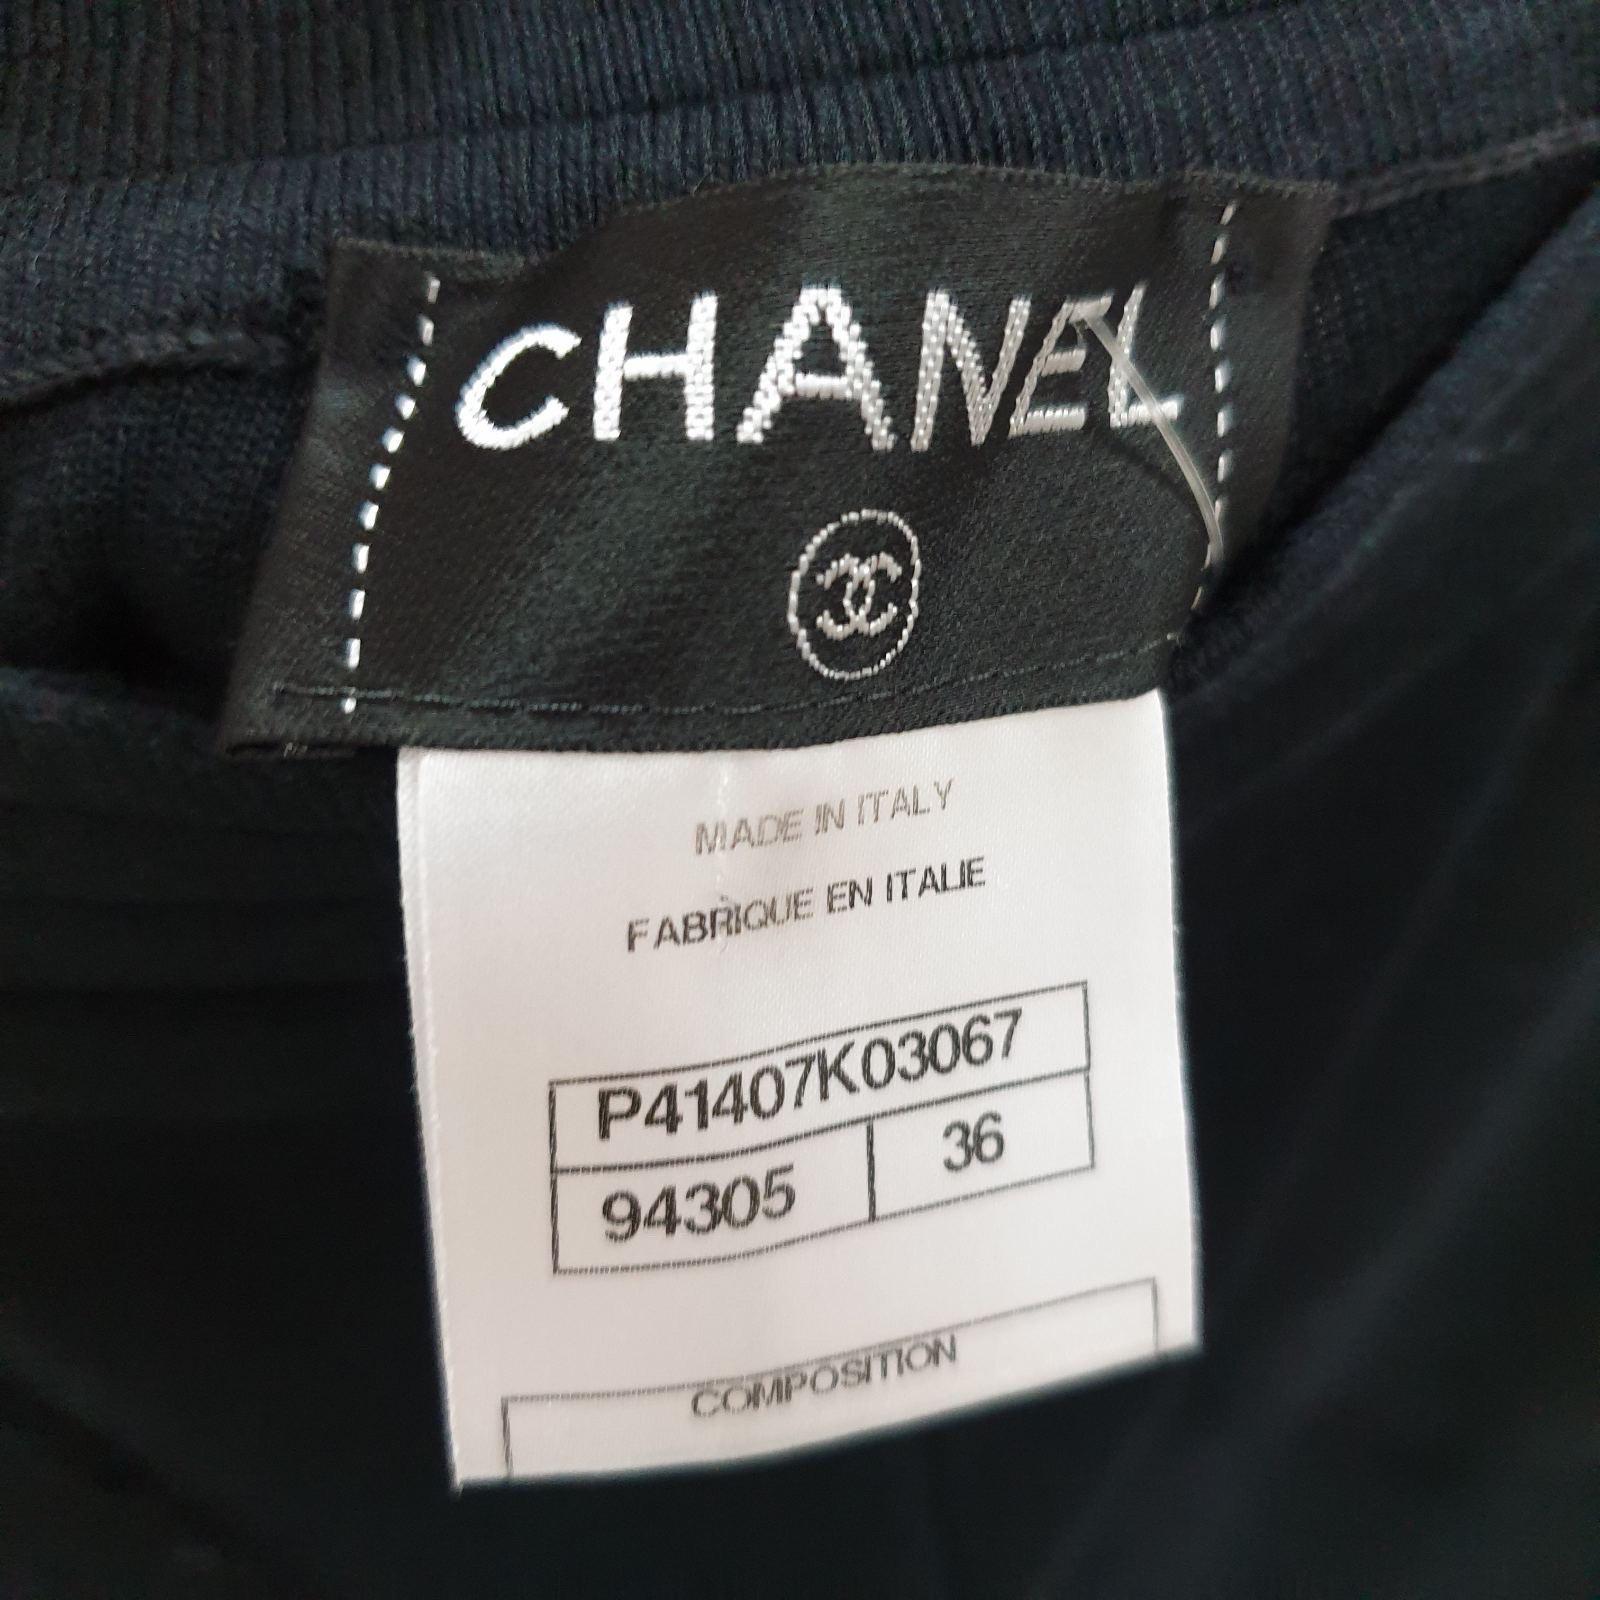 CHANEL
MADE IN ITALY
FABRIQUE EN ITALIE
P41407K03067
94305 36
COMPOSITION